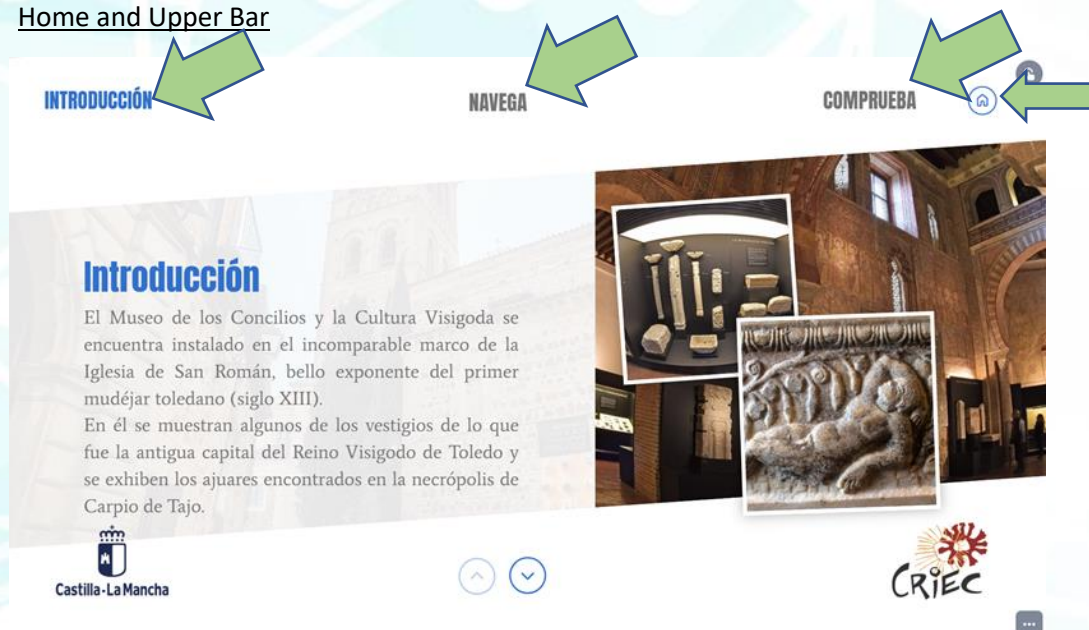 Home and Upper Bar
INTRODUCCIÓN
NAVEGA
COMPRUEBA
Introducción
El Museo de los Concilios y la Cultura Visigoda se
encuentra instalado en el incomparable marco de la
Iglesia de San Román, bello exponente del primer
mudéjar toledano (siglo XIII).
En él se muestran algunos de los vestigios de lo que
fue la antigua capital del Reino Visigodo de Toledo y
se exhiben los ajuares encontrados en la necrópolis de
Carpio de Tajo.
Castilla-La Mancha
CRIEC